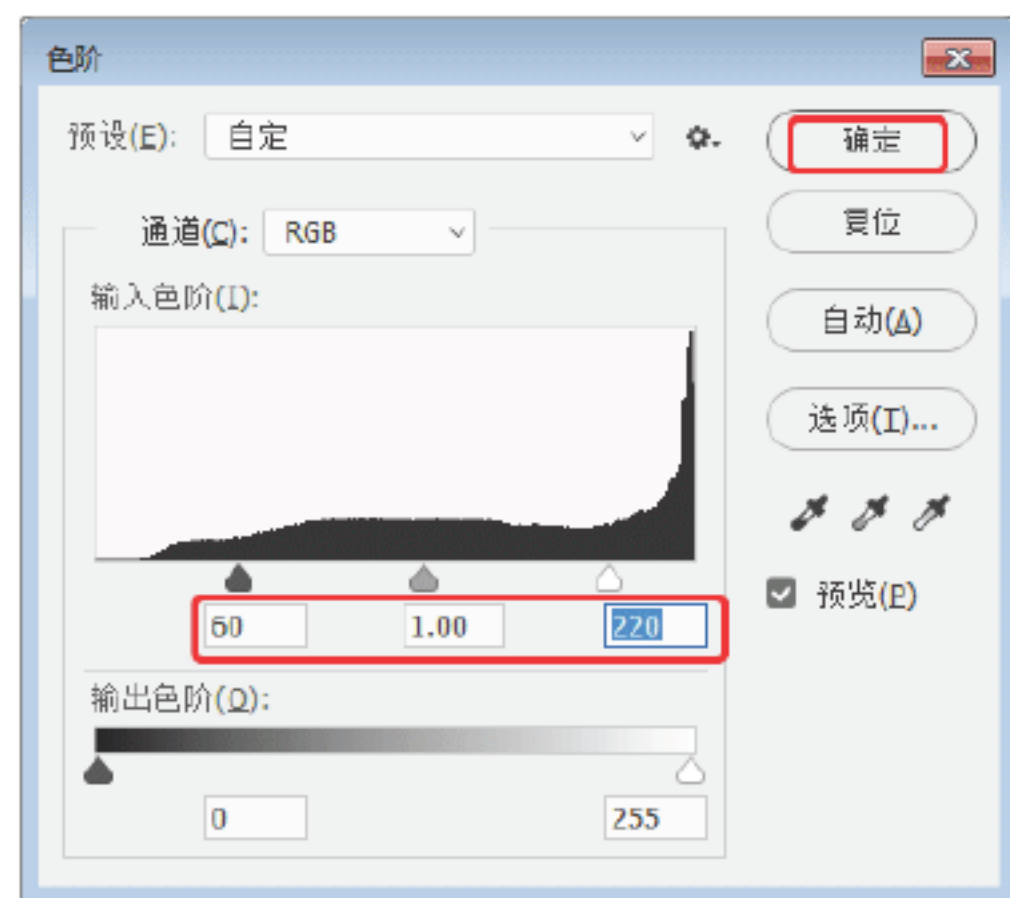 色阶
预设(E): 自定
确定
通道(C): RGB
复位
输入色阶(I):
自动(A)
选项(T)...
60 1.00 220
预览(P)
输出色阶(O):
0 255